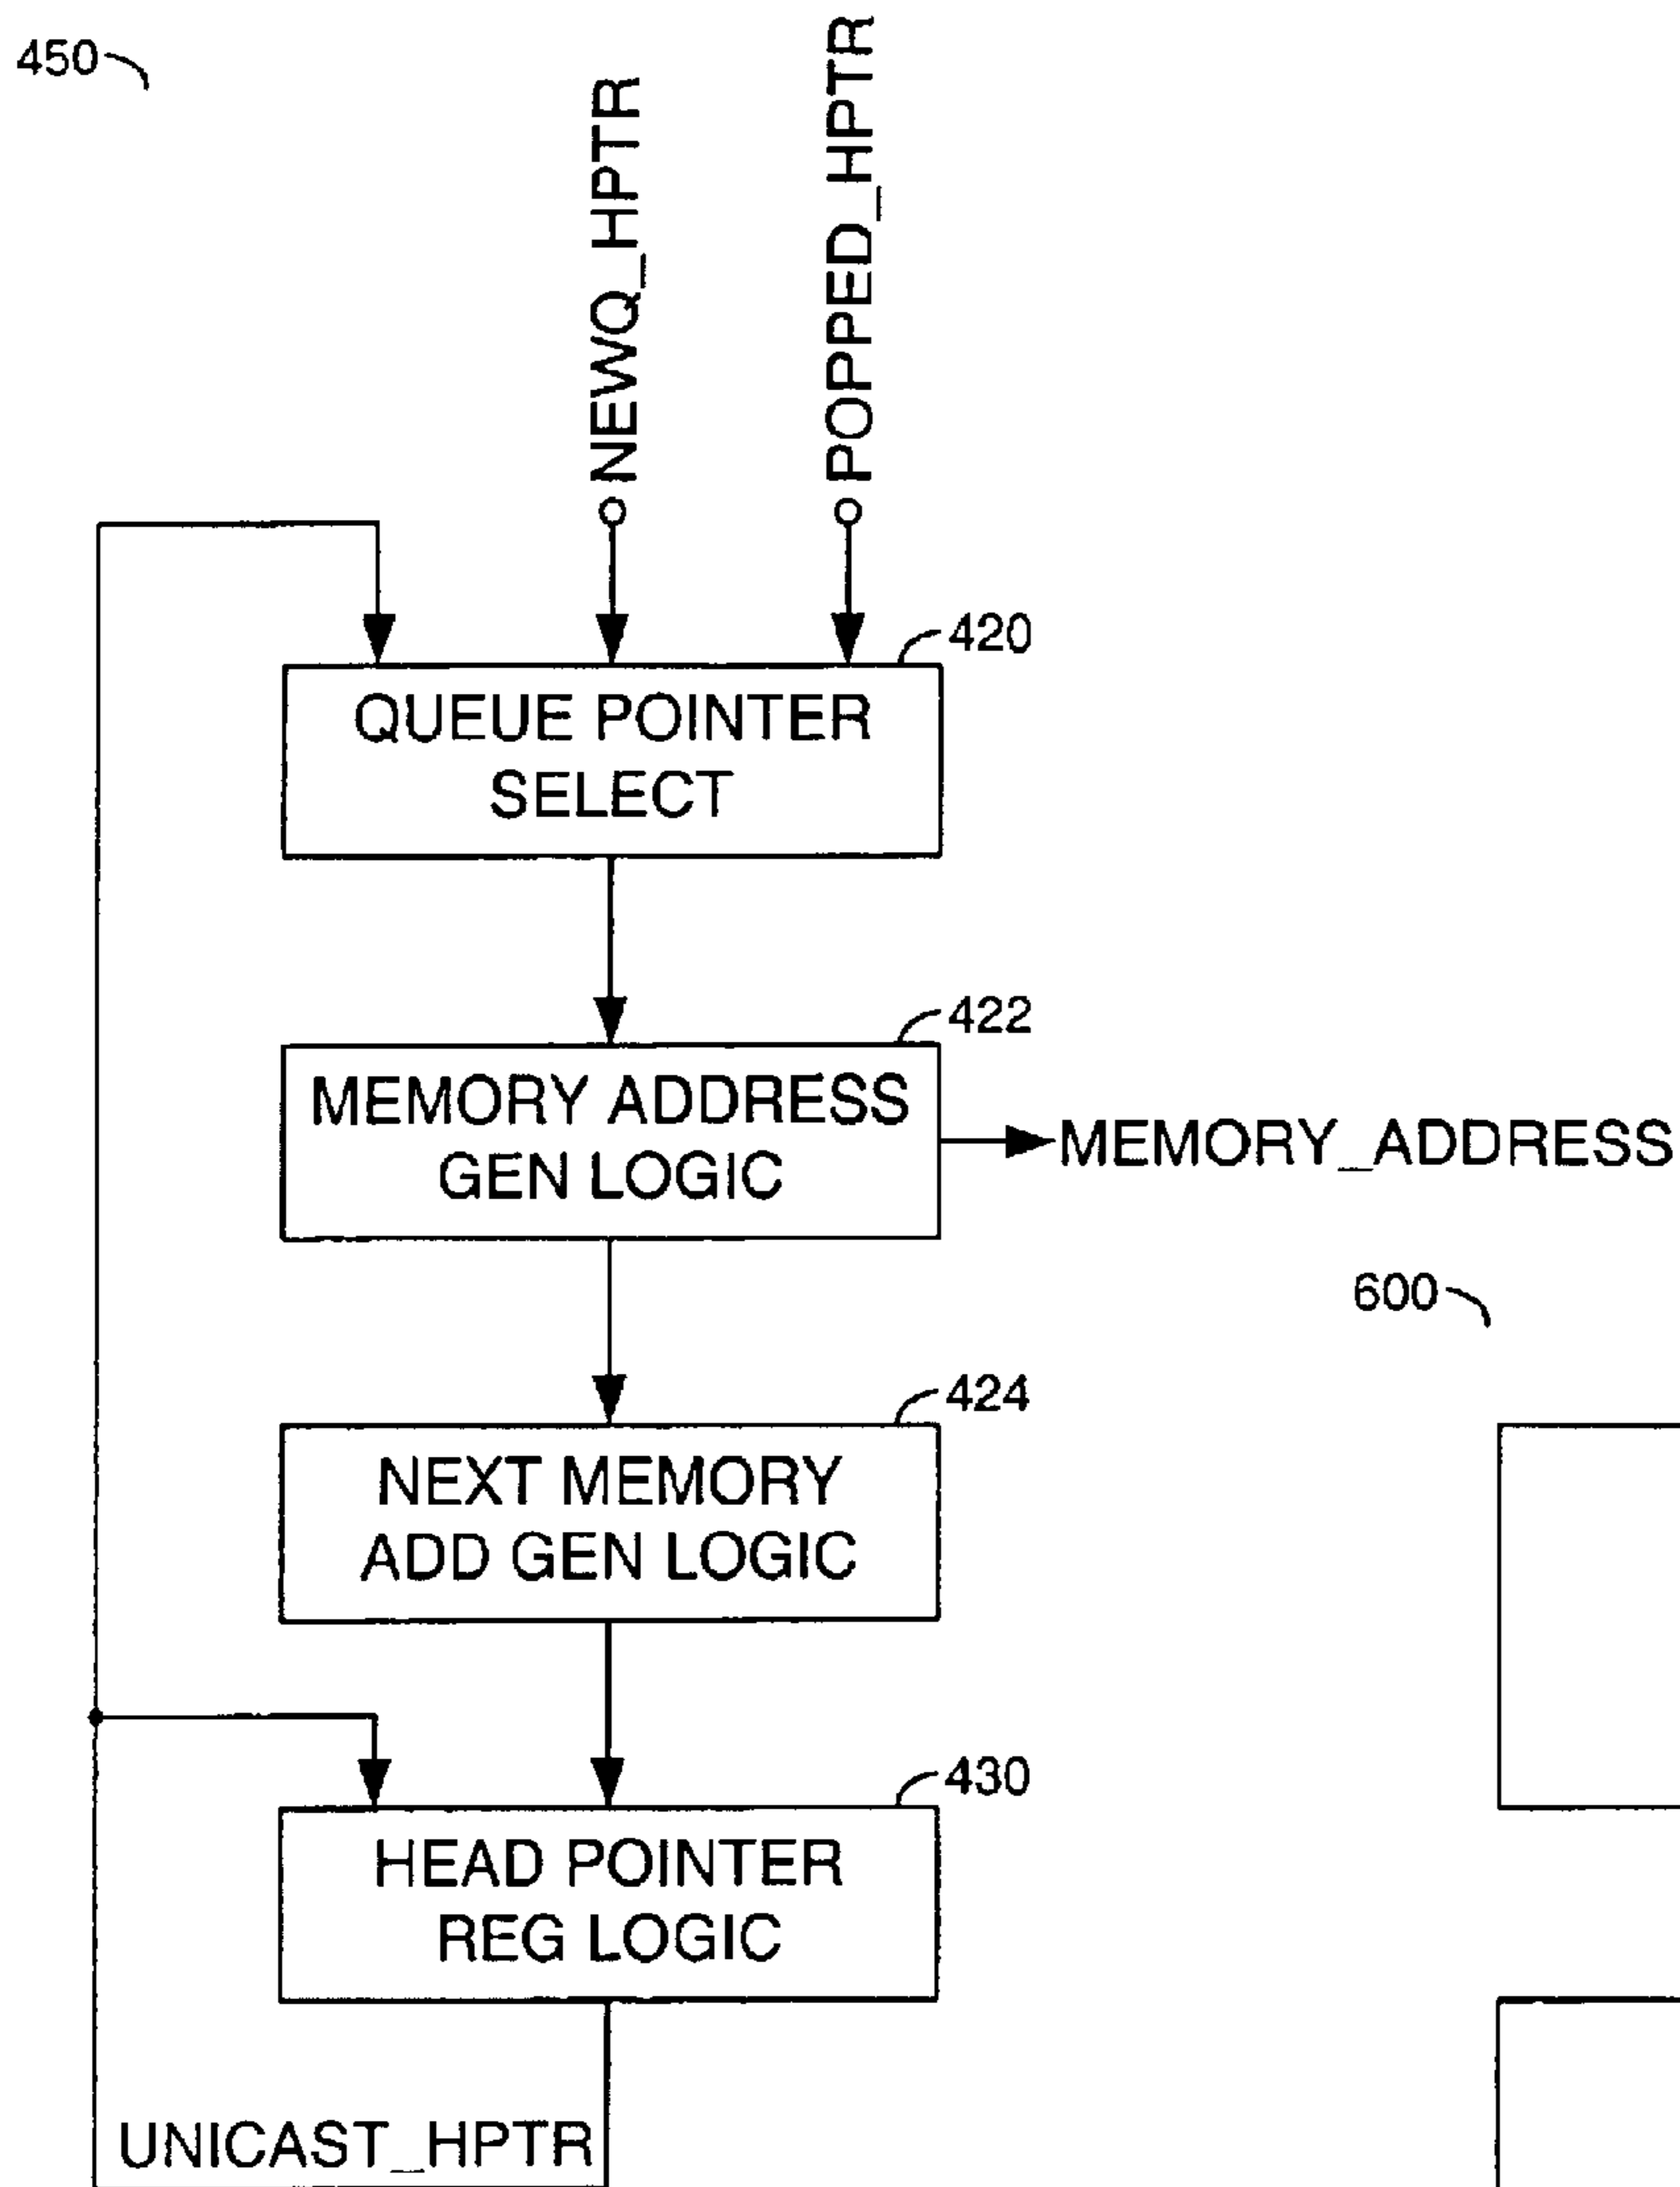 450
NEWQ_HPTR
POPPED_HPTR
420
QUEUE POINTER
SELECT
422
MEMORY ADDRESS
GEN LOGIC
MEMORY_ADDRESS
600
424
NEXT MEMORY
ADD GEN LOGIC
430
HEAD POINTER
REG LOGIC
UNICAST_HPTR